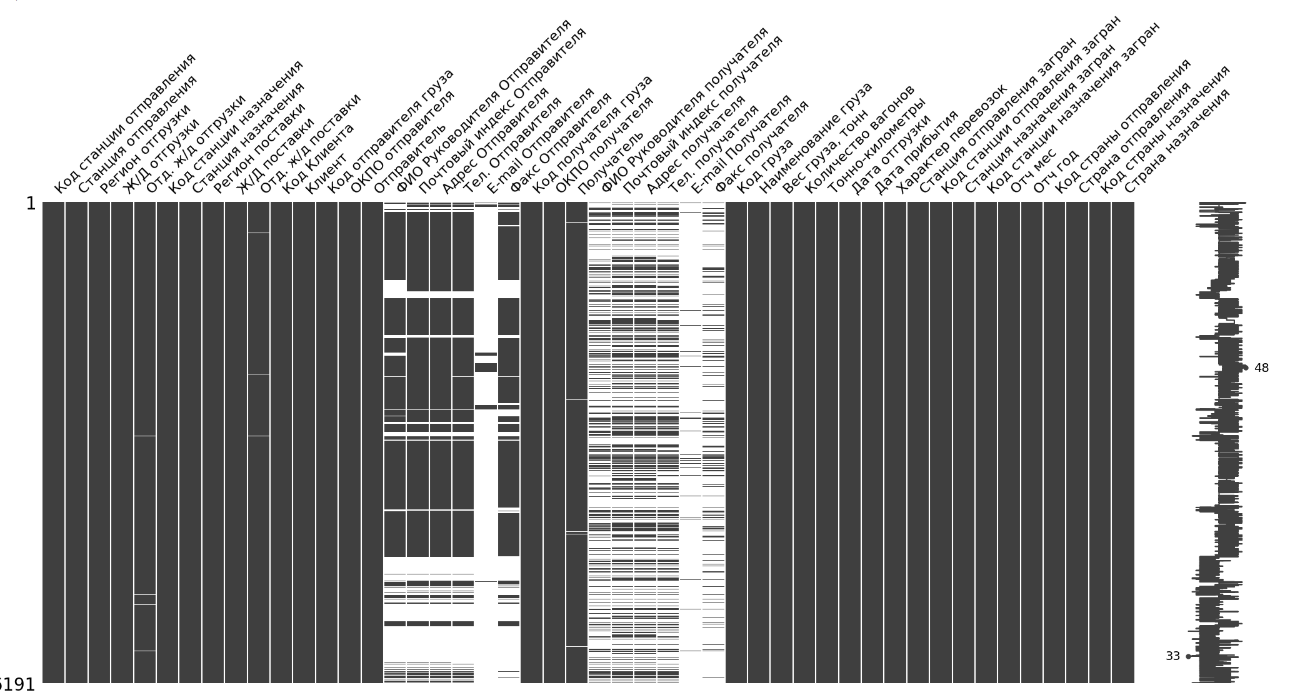 Код станции отправления
Станция отправления
Регион отгрузки
Ж/Д отгрузки
Отд. ж/д отгрузки
Код станции назначения
Станция назначения
Регион поставки
Ж/Д поставки
Отд. ж/д поставки
Код Клиента
Клиент
Код отправителя груза
ОКПО отправителя
Отправитель
ФИО Руководителя Отправителя
Почтовый индекс Отправителя
Адрес Отправителя
Тел. Отправителя
E-mail Отправителя
Факс Отправителя
Код получателя груза
ОКПО получателя
Получатель
ФИО Руководителя получателя
Почтовый индекс получателя
Адрес получателя
Тел. получателя
E-mail Получателя
Факс получателя
Код груза
Наименование груза
Вес груза, тонн
Количество вагонов
Тонно-километры
Дата отгрузки
Дата прибытия
Характер перевозок
Станция отправления загран
Код станции отправления загран
Станция назначения загран
Код станции назначения загран
Отч мес
Отч год
Код страны отправления
Страна отправления
Код страны назначения
Страна назначения
1
48
33